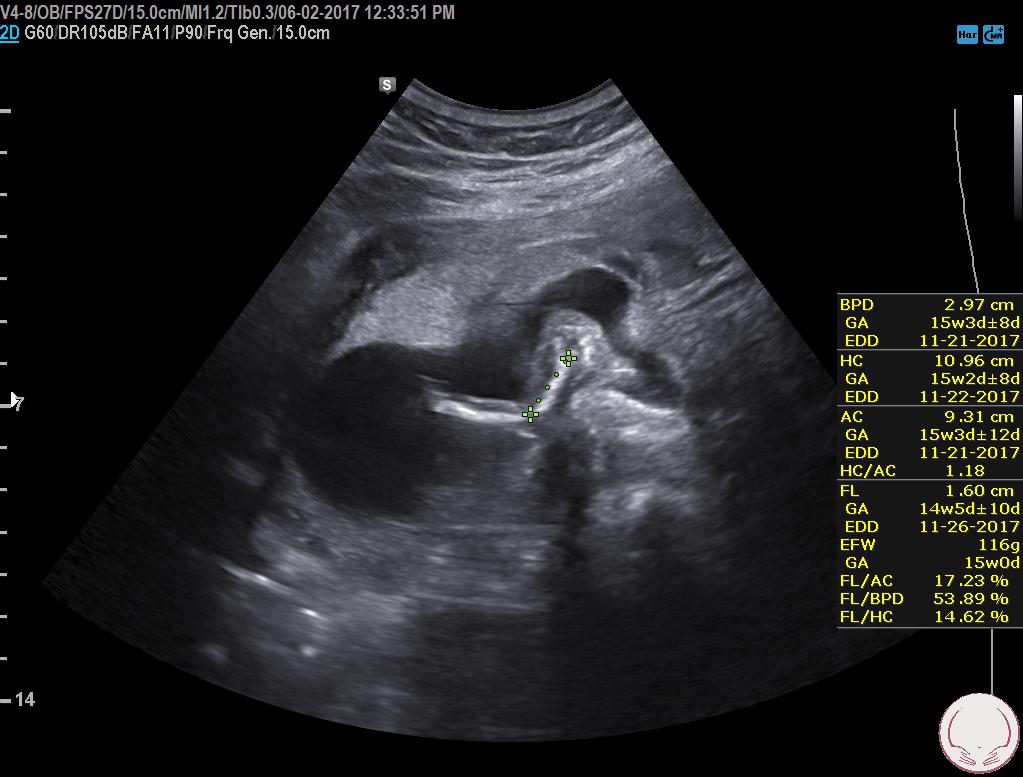 V4-8/OB/FPS27D/15.0cm/MI1.2/TIb0.3/06-02-2017 12:33:51 PM
2D G60/DR105dB/FA11/P90/Frq Gen./15.0cm
Har
S
7
BPD 2.97 cm
GA 15w3d±8d
EDD 11-21-2017
HC 10.96 cm
GA 15w2d±8d
EDD 11-22-2017
AC 9.31 cm
GA 15w3d±12d
EDD 11-21-2017
HC/AC 1.18
FL 1.60 cm
GA 14w5d±10d
EDD 11-26-2017
EFW 116g
GA 15w0d
FL/AC 17.23 %
FL/BPD 53.89 %
FL/HC 14.62 %
14